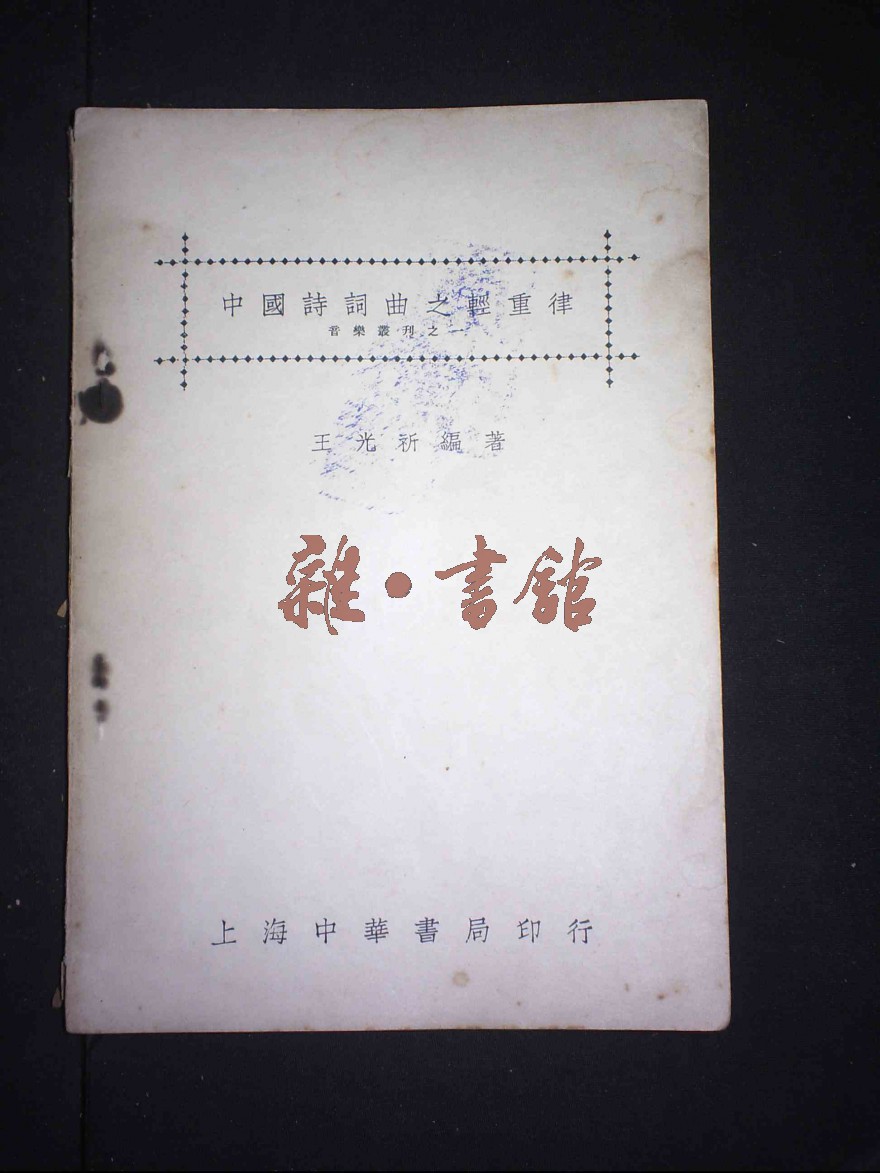 中國詩詞曲之輕重律
音樂叢刊之一
王光祈編著
雜·書館
上海中華書局印行